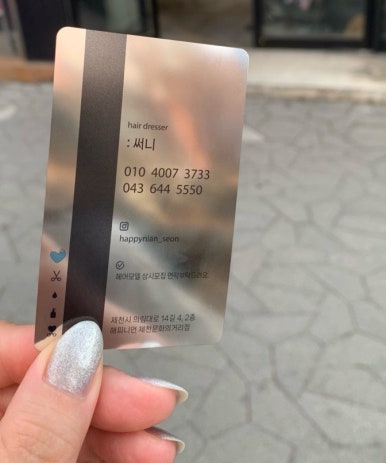 hair dresser
: 써니
010 4007 3733
043 644 5550
happynian_seon
헤어모델 상시모집 연락부탁드려요
제천시 의림대로 14길 4, 2층
해피니언 제천문화의거리점